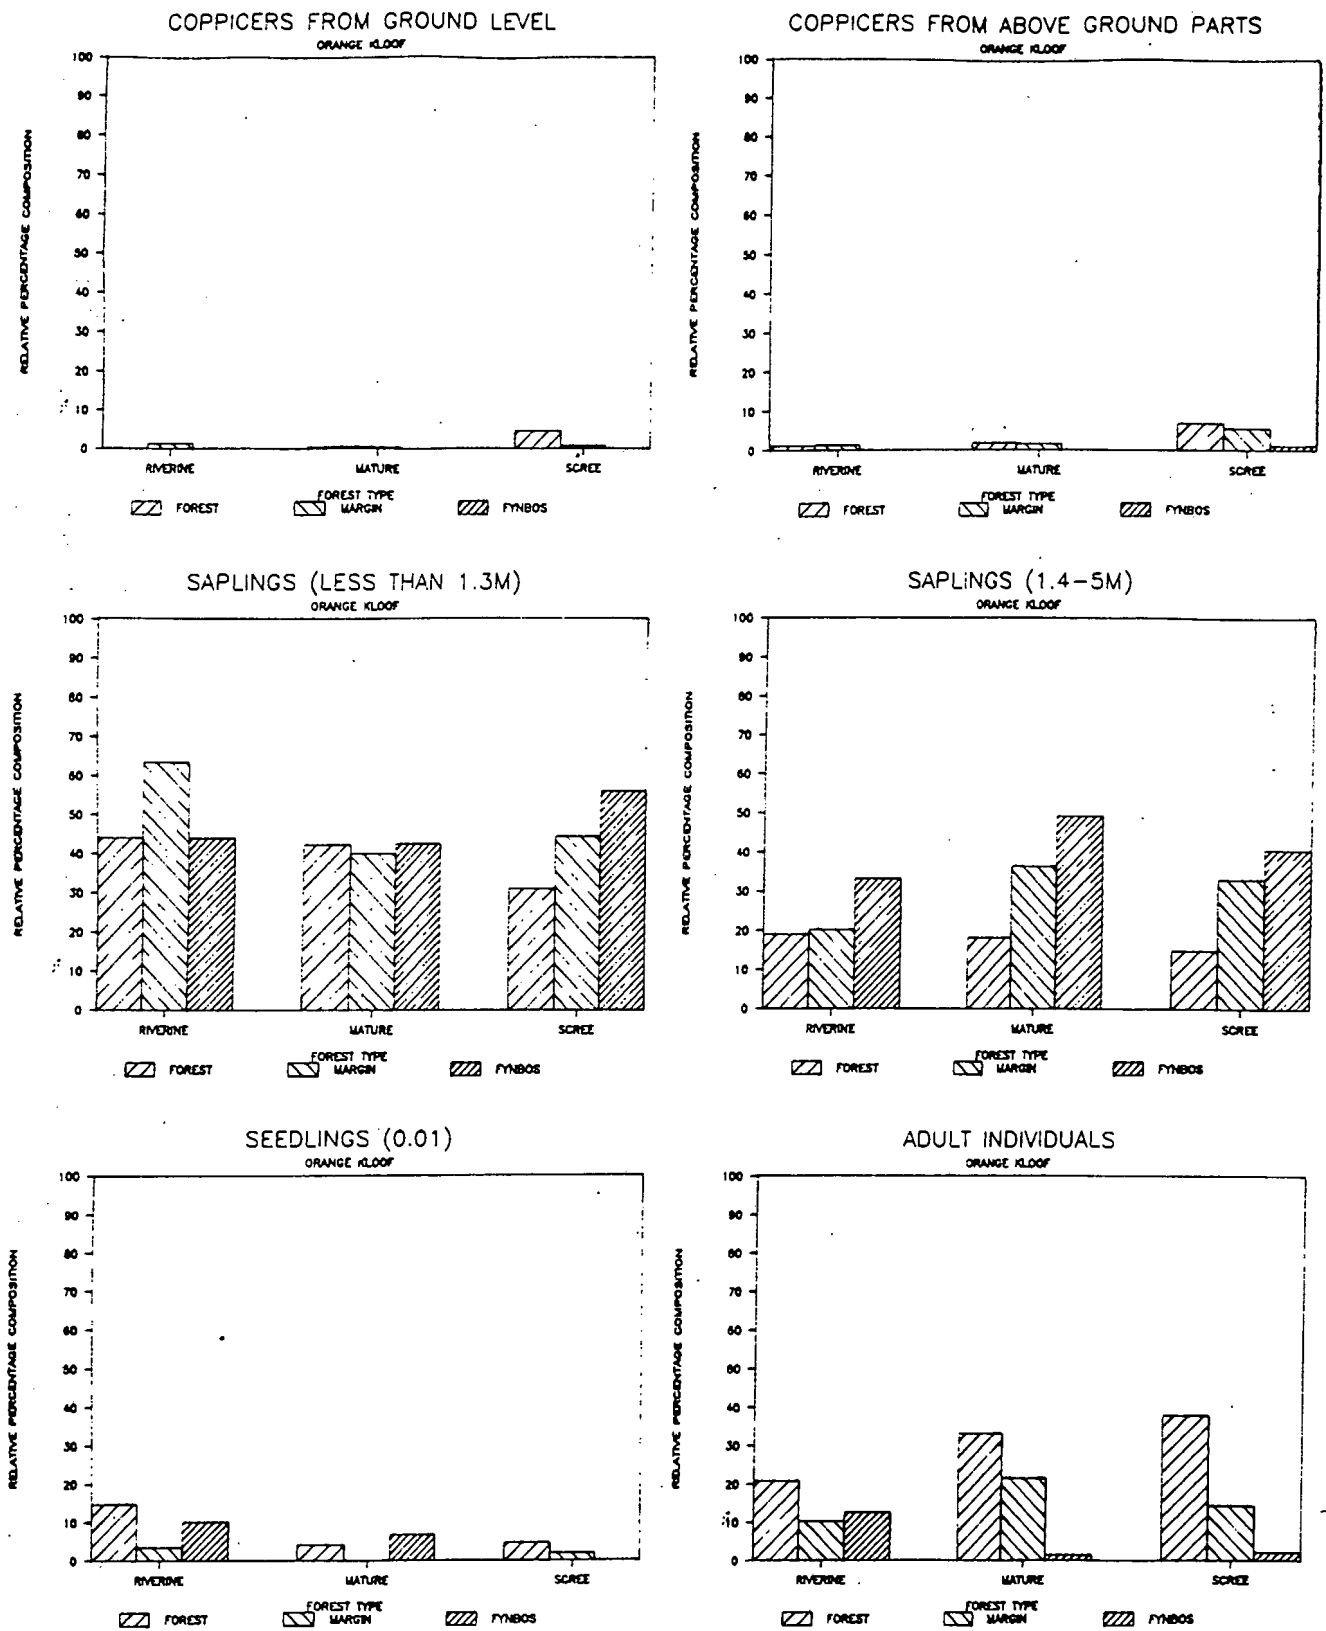 COPPICERS FROM GROUND LEVEL
ORANGE KLOOF
100
90
80
70
60
50
40
30
20
10
0
RELATIVE PERCENTAGE COMPOSITION
RIVERINE MATURE SCREE
FOREST TYPE
FOREST MARGIN FYNBOS
COPPICERS FROM ABOVE GROUND PARTS
ORANGE KLOOF
100
90
80
70
60
50
40
30
20
10
0
RELATIVE PERCENTAGE COMPOSITION
RIVERINE MATURE SCREE
FOREST TYPE
FOREST MARGIN FYNBOS
SAPLINGS (LESS THAN 1.3M)
ORANGE KLOOF
100
90
80
70
60
50
40
30
20
10
0
RELATIVE PERCENTAGE COMPOSITION
RIVERINE MATURE SCREE
FOREST TYPE
FOREST MARGIN FYNBOS
SAPLINGS (1.4-5M)
ORANGE KLOOF
100
90
80
70
60
50
40
30
20
10
0
RELATIVE PERCENTAGE COMPOSITION
RIVERINE MATURE SCREE
FOREST TYPE
FOREST MARGIN FYNBOS
SEEDLINGS (0.01)
ORANGE KLOOF
100
90
80
70
60
50
40
30
20
10
0
RELATIVE PERCENTAGE COMPOSITION
RIVERINE MATURE SCREE
FOREST TYPE
FOREST MARGIN FYNBOS
ADULT INDIVIDUALS
ORANGE KLOOF
100
90
80
70
60
50
40
30
20
10
0
RELATIVE PERCENTAGE COMPOSITION
RIVERINE MATURE SCREE
FOREST TYPE
FOREST MARGIN FYNBOS